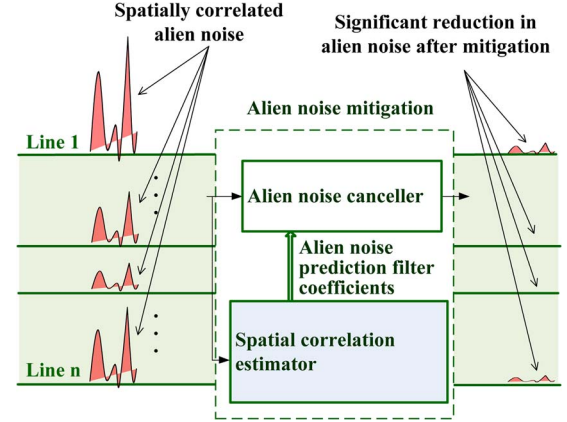 Spatially correlated
alien noise
Significant reduction in
alien noise after mitigation
Alien noise mitigation
Line 1
Alien noise canceller
Alien noise
prediction filter
coefficients
Spatial correlation
estimator
Line n